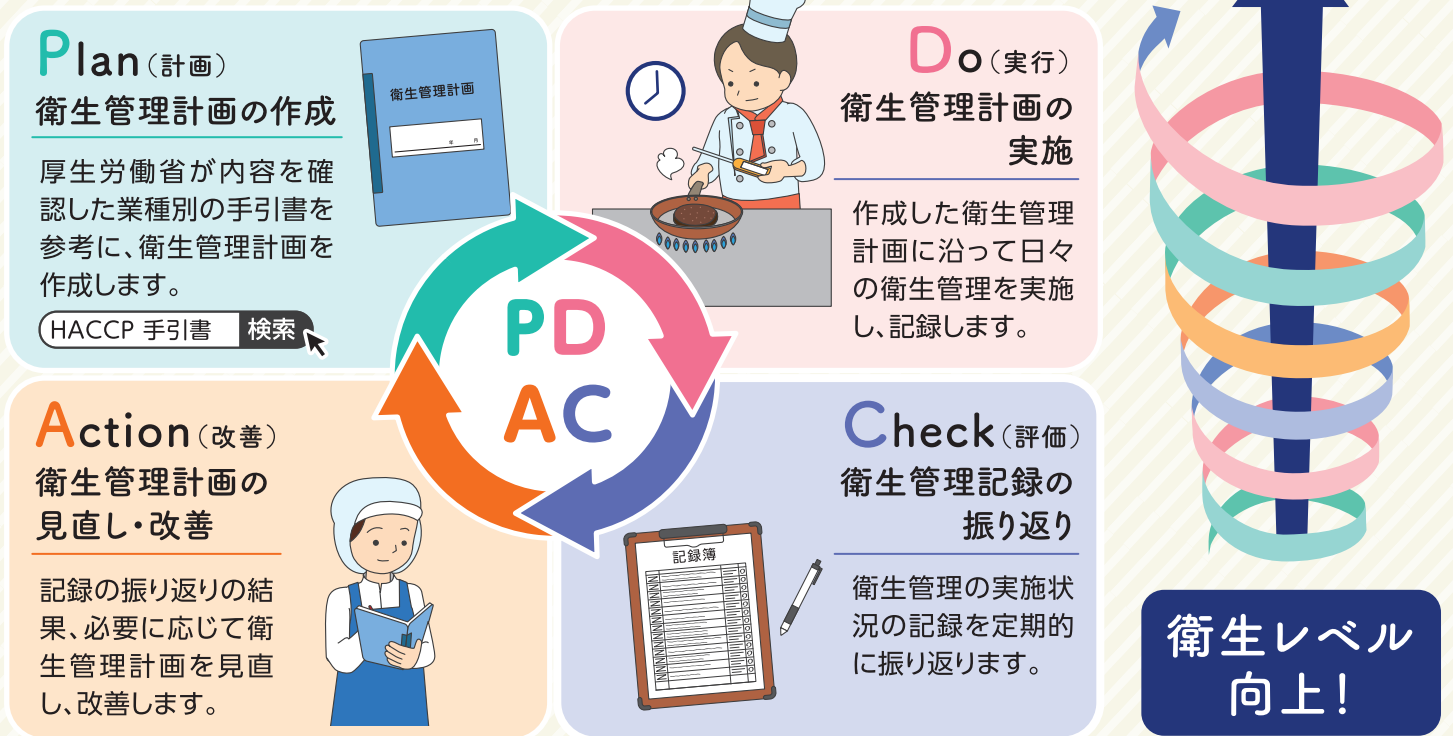 Plan（計画）
衛生管理計画の作成
厚生労働省が内容を確
認した業種別の手引書を
参考に、衛生管理計画を
作成します。
HACCP 手引書 検索
衛生管理計画
年 月
Do（実行）
衛生管理計画の
実施
作成した衛生管理
計画に沿って日々
の衛生管理を実施
し、記録します。
PD
AC
Action（改善）
衛生管理計画の
見直し・改善
記録の振り返りの結
果、必要に応じて衛
生管理計画を見直
し、改善します。
Check（評価）
衛生管理記録の
振り返り
記録簿
衛生管理の実施状
況の記録を定期的
に振り返ります。
衛生レベル
向上！